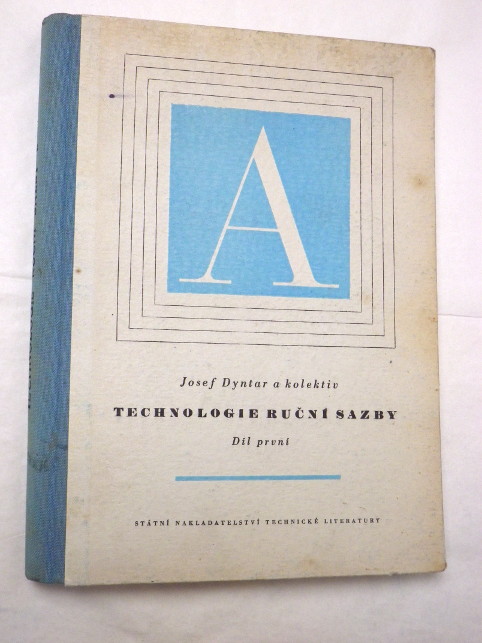 A
Josef Dyntar a kolektiv
TECHNOLOGIE RUČNÍ SAZBY
Díl první
STÁTNÍ NAKLADATELSTVÍ TECHNICKÉ LITERATURY